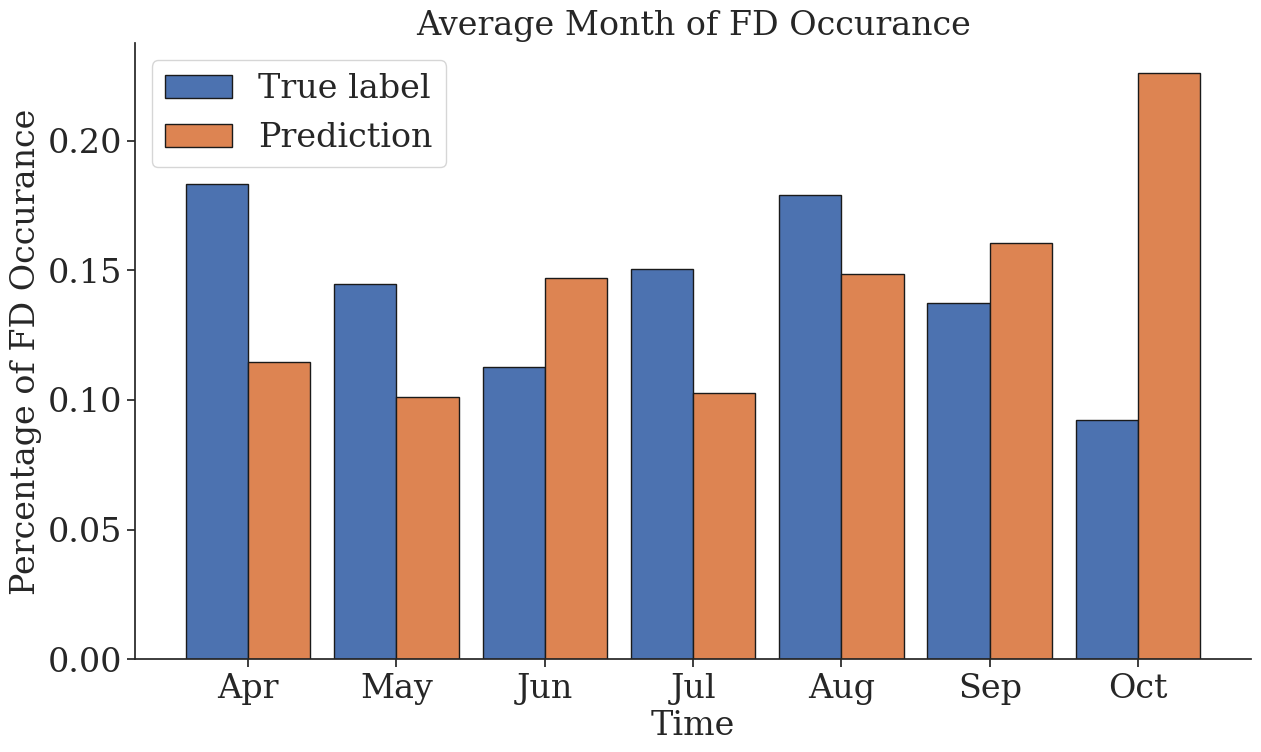 Average Month of FD Occurance
True label
Prediction
Percentage of FD Occurance
0.20
0.15
0.10
0.05
0.00
Apr May Jun Jul Aug Sep Oct
Time